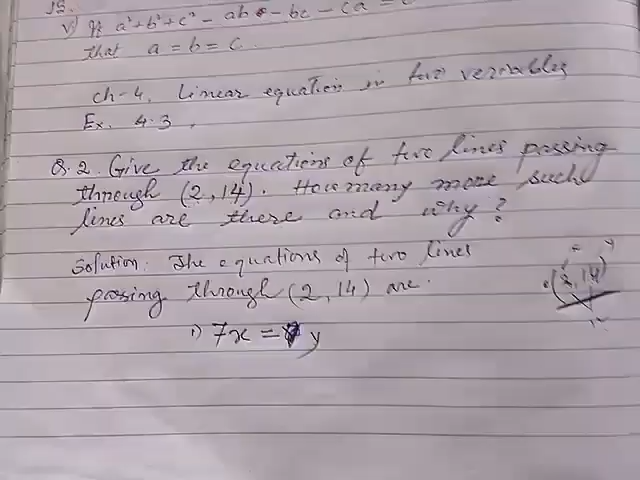 15.
v) If a² + b² + c² - ab - bc - ca =
that a = b = c.
ch-4. Linear equation in two veriables
Ex. 4.3.
Q.2. Give the equations of two lines passing
through (2, 14). How many more such
lines are there and why?
Solution: The equations of two lines
passing through (2, 14) are.
i) 7x = y
x y
(2, 14)